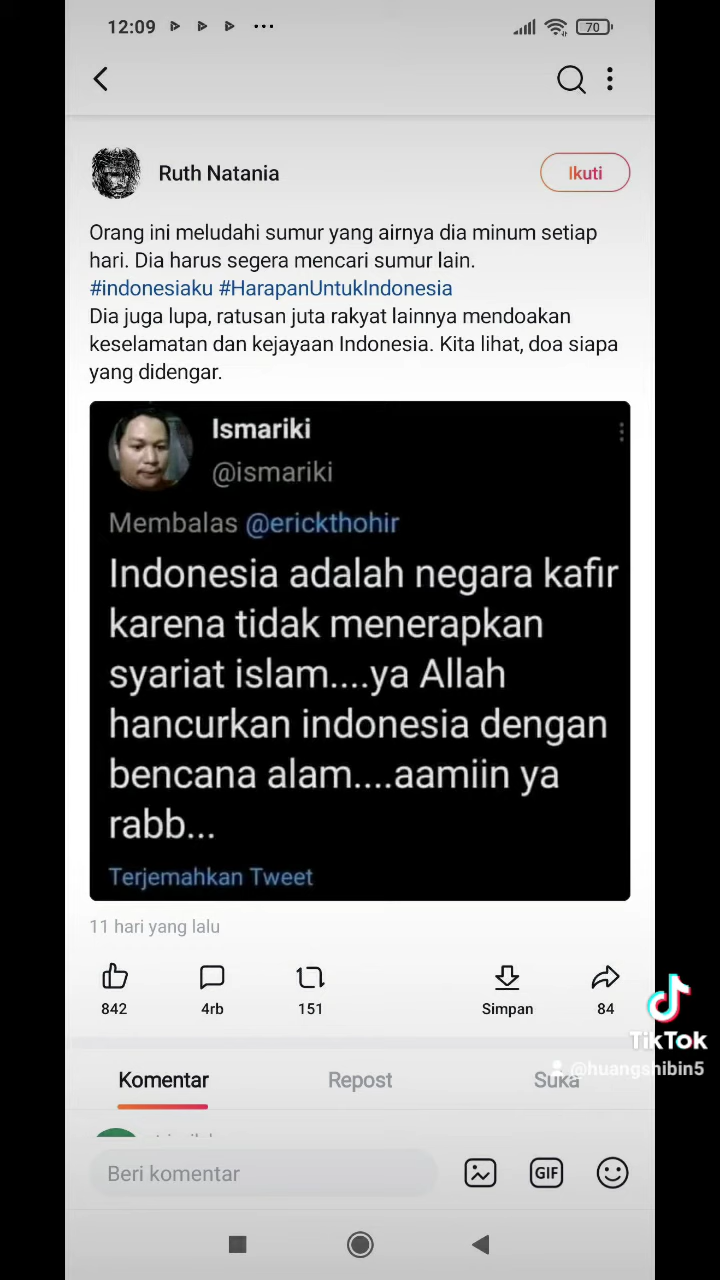 12:09
70
Ruth Natania
Ikuti
Orang ini meludahi sumur yang airnya dia minum setiap
hari. Dia harus segera mencari sumur lain.
#indonesiaku #HarapanUntukIndonesia
Dia juga lupa, ratusan juta rakyat lainnya mendoakan
keselamatan dan kejayaan Indonesia. Kita lihat, doa siapa
yang didengar.
Ismariki
@ismariki
Membalas @erickthohir
Indonesia adalah negara kafir
karena tidak menerapkan
syariat islam....ya Allah
hancurkan indonesia dengan
bencana alam....aamiin ya
rabb...
Terjemahkan Tweet
11 hari yang lalu
842
4rb
151
Simpan
84
TikTok
@huangshibin5
Komentar
Repost
Suka
Beri komentar
GIF